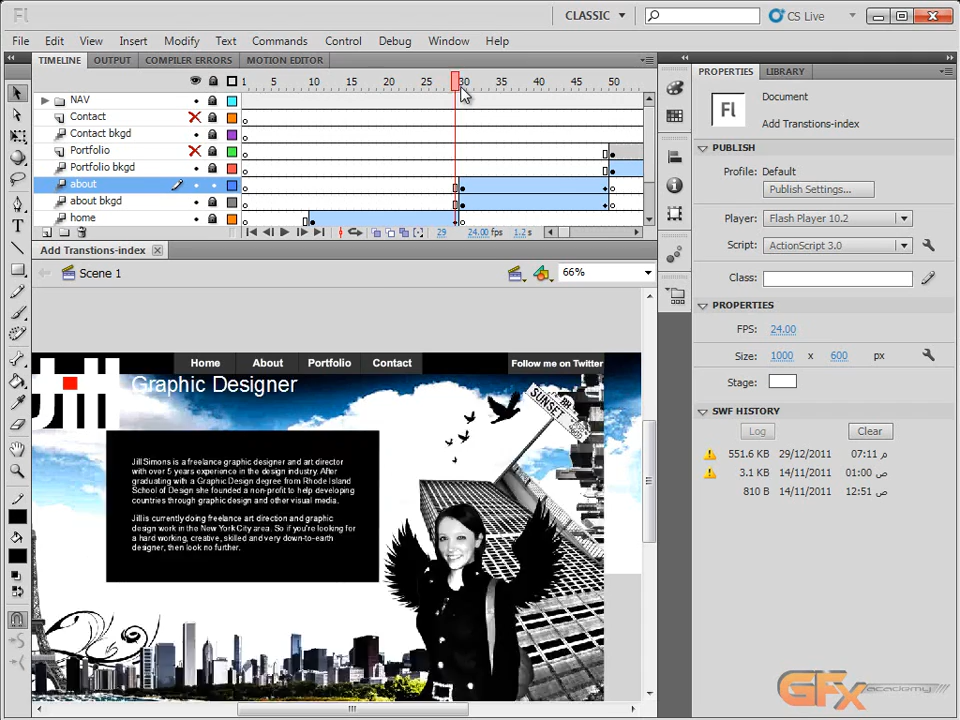 Fl
CLASSIC
CS Live
File Edit View Insert Modify Text Commands Control Debug Window Help
TIMELINE OUTPUT COMPILER ERRORS MOTION EDITOR
1 5 10 15 20 25 30 35 40 45 50
NAV
Contact
Contact bkgd
Portfolio
Portfolio bkgd
about
about bkgd
home
29 24.00 fps 1.2 s
Add Transtions-index
Scene 1
66%
Home About Portfolio Contact Follow me on Twitter
jill
Graphic Designer
SUNSET BL
Jill Simons is a freelance graphic designer and art director
with over 5 years experience in the design industry. After
graduating with a Graphic Design degree from Rhode Island
School of Design she founded a non-profit to help developing
countries through graphic design and other visual media.
Jill is currently doing freelance art direction and graphic
design work in the New York City area. So if you're looking for
a hard working, creative, skilled and very down-to-earth
designer, then look no further.
PROPERTIES LIBRARY
Fl
Document
Add Transtions-index
PUBLISH
Profile: Default
Publish Settings...
Player: Flash Player 10.2
Script: ActionScript 3.0
Class:
PROPERTIES
FPS: 24.00
Size: 1000 x 600 px
Stage:
SWF HISTORY
Log Clear
551.6 KB 29/12/2011 07:11 م
3.1 KB 14/11/2011 01:00 ص
810 B 14/11/2011 12:51 ص
GFx academy